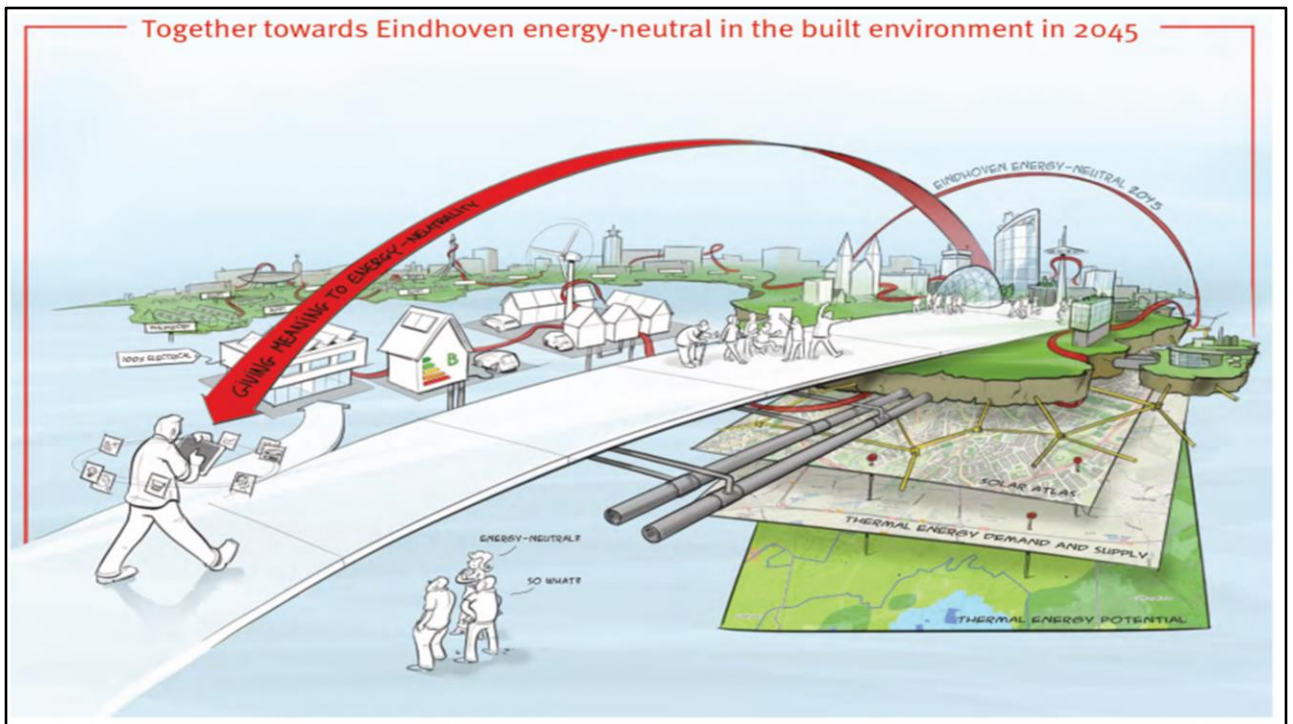 Together towards Eindhoven energy-neutral in the built environment in 2045
EINDHOVEN ENERGY-NEUTRAL 2045
GIVING MEANING TO ENERGY-NEUTRALITY
100% ELECTRICAL
B
SOLAR ATLAS
THERMAL ENERGY DEMAND AND SUPPLY
THERMAL ENERGY POTENTIAL
ENERGY-NEUTRAL?
SO WHAT?